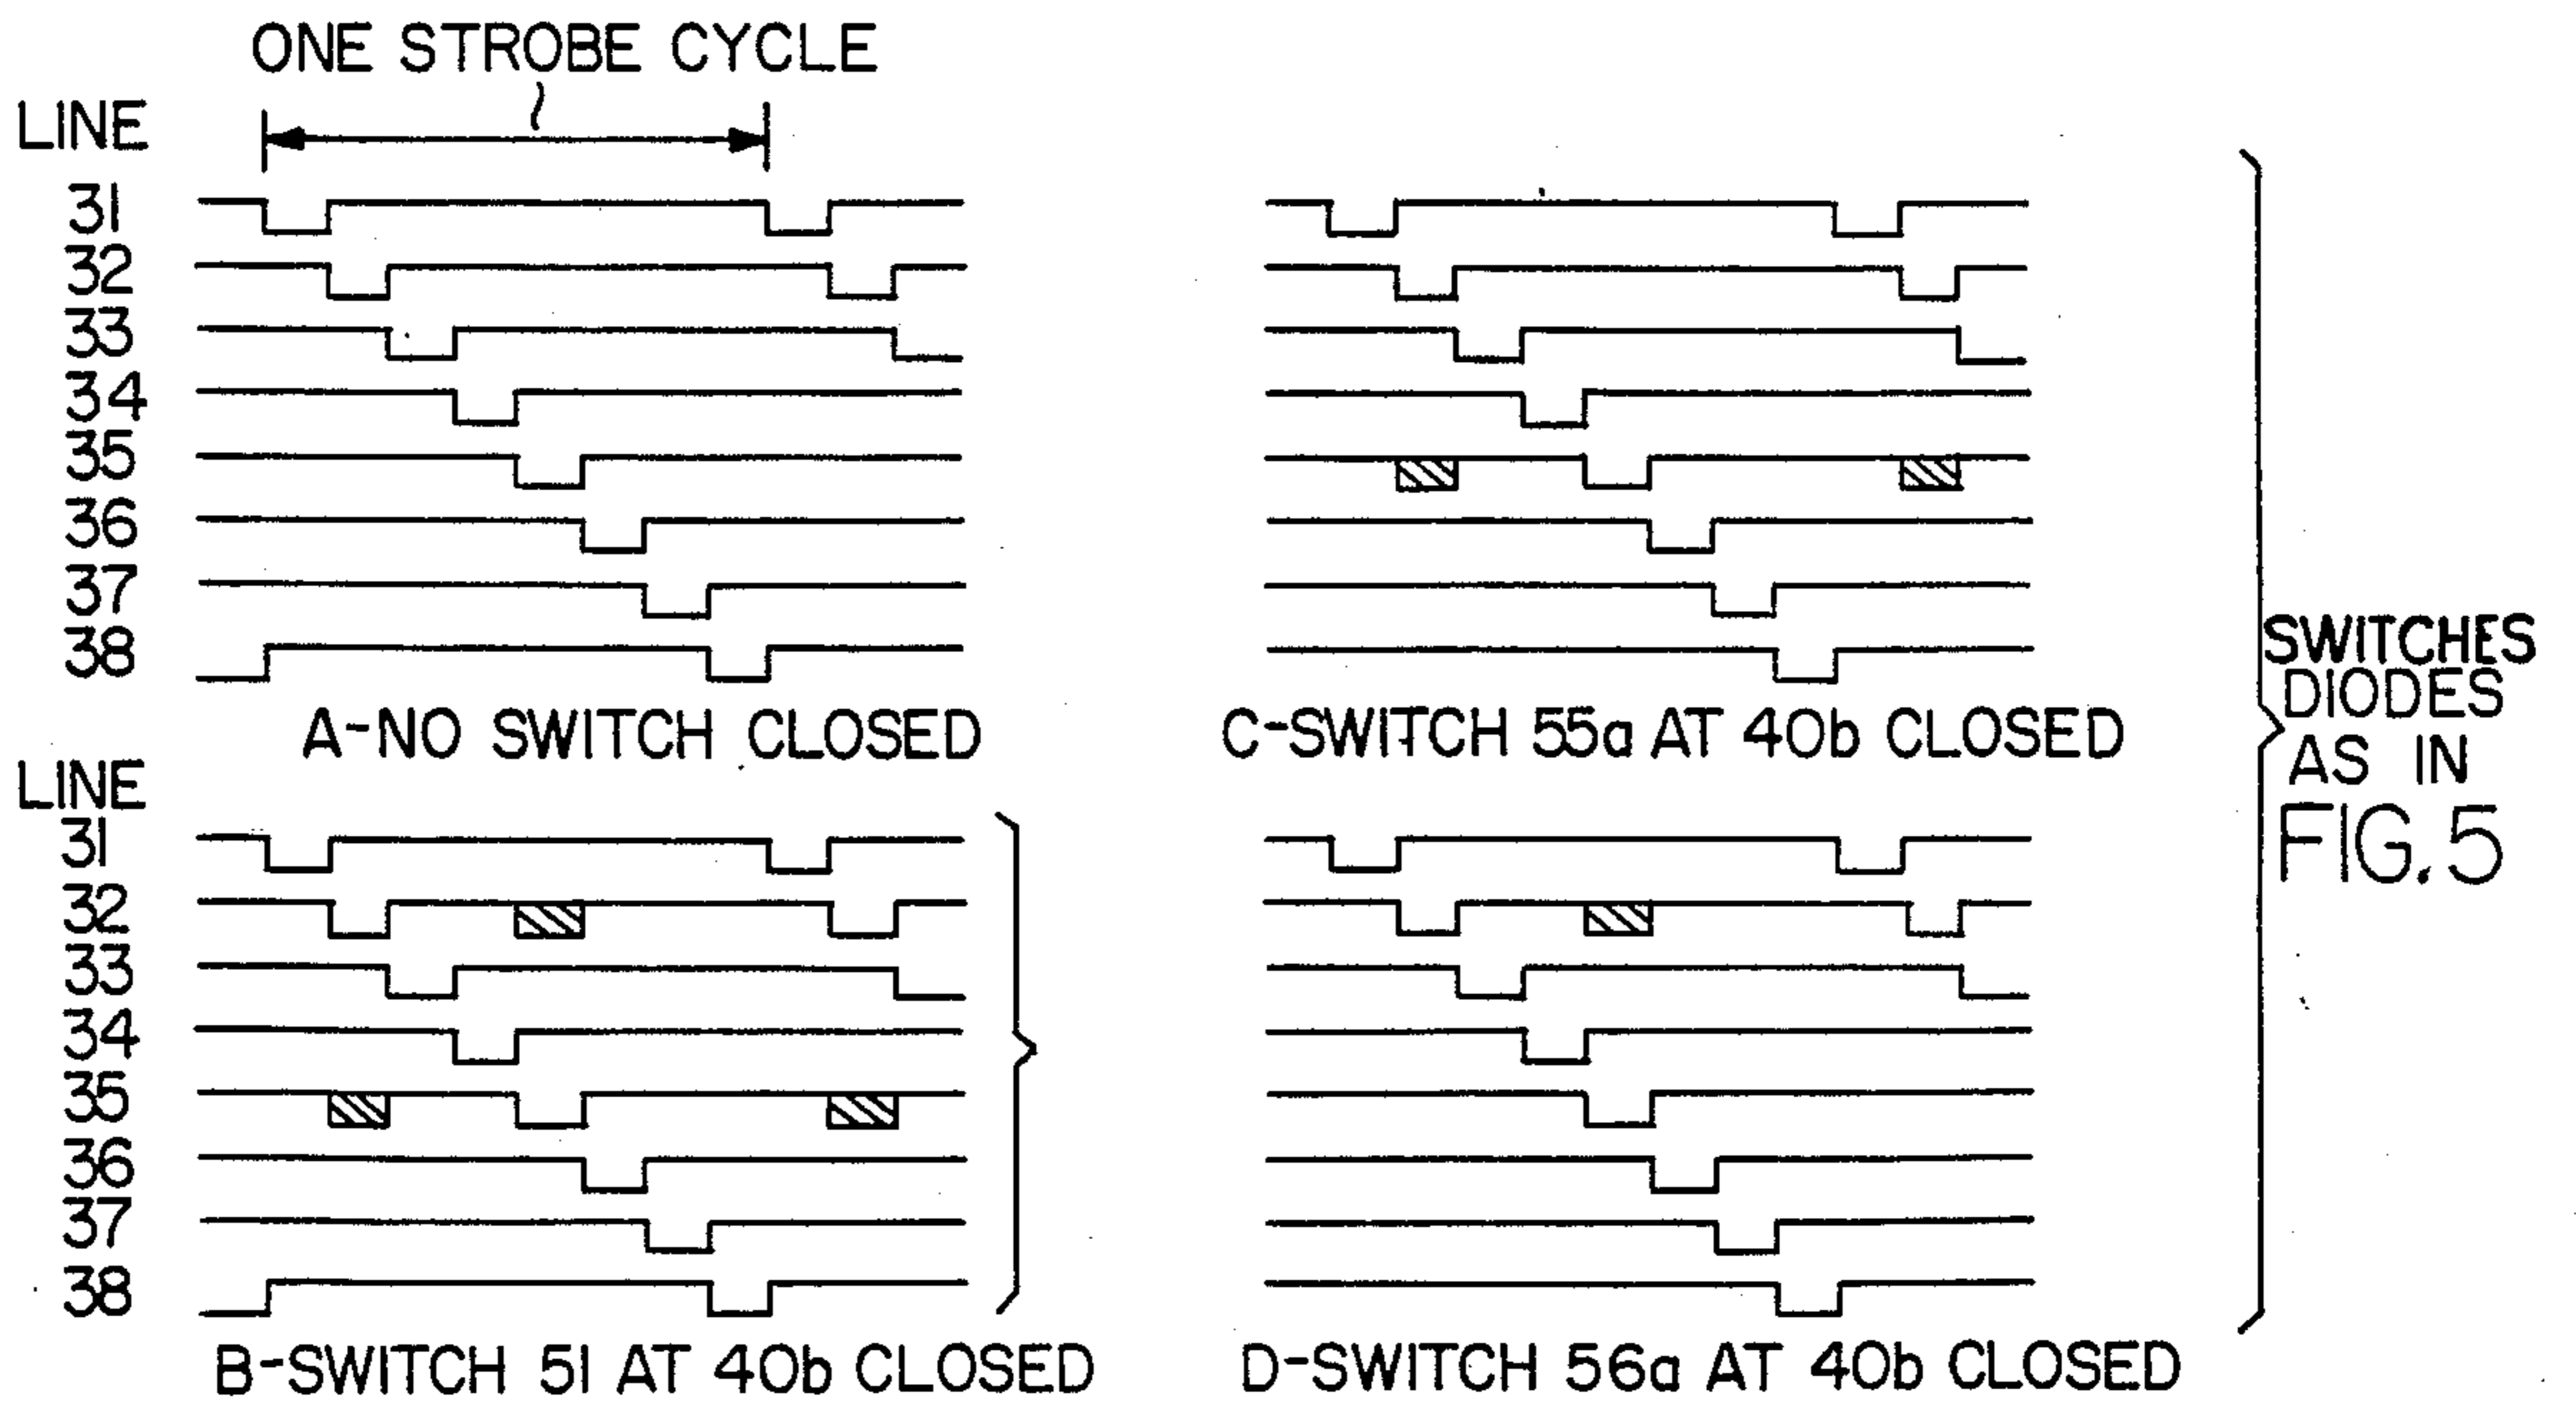 ONE STROBE CYCLE
LINE
31
32
33
34
35
36
37
38
A-NO SWITCH CLOSED
C-SWITCH 55a AT 40b CLOSED
LINE
31
32
33
34
35
36
37
38
B-SWITCH 51 AT 40b CLOSED
D-SWITCH 56a AT 40b CLOSED
SWITCHES
DIODES
AS IN
FIG. 5